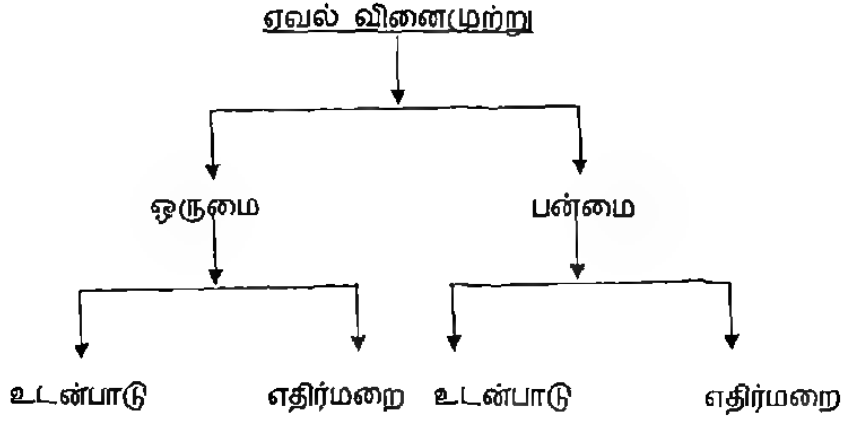 ஏவல் வினைமுற்று
ஒருமை பன்மை
உடன்பாடு எதிர்மறை உடன்பாடு எதிர்மறை